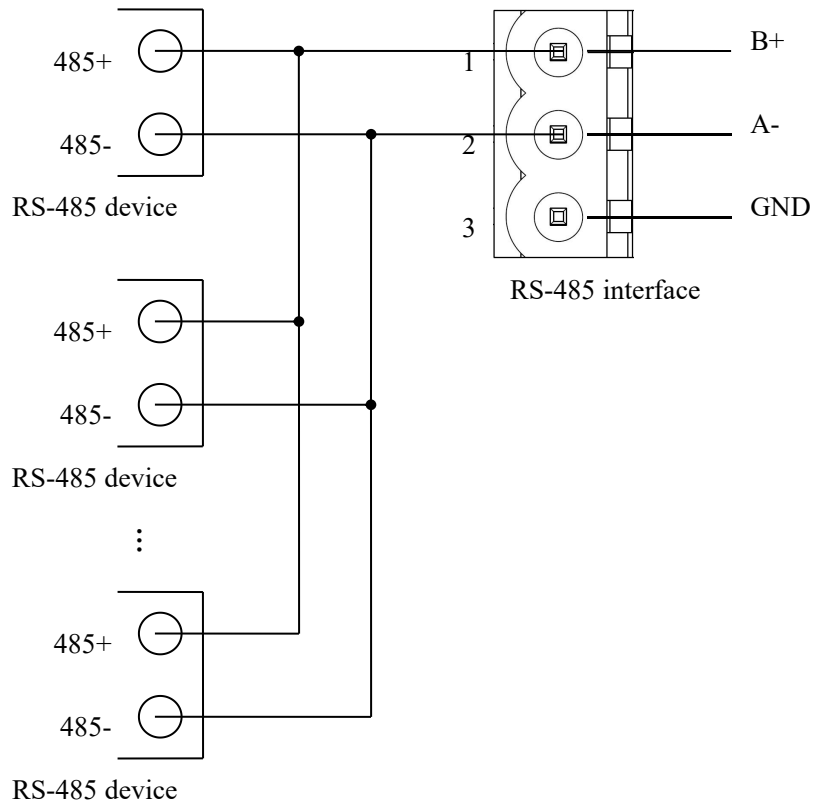 485+
485-
RS-485 device
1
2
3
B+
A-
GND
RS-485 interface
485+
485-
RS-485 device
⋮
485+
485-
RS-485 device